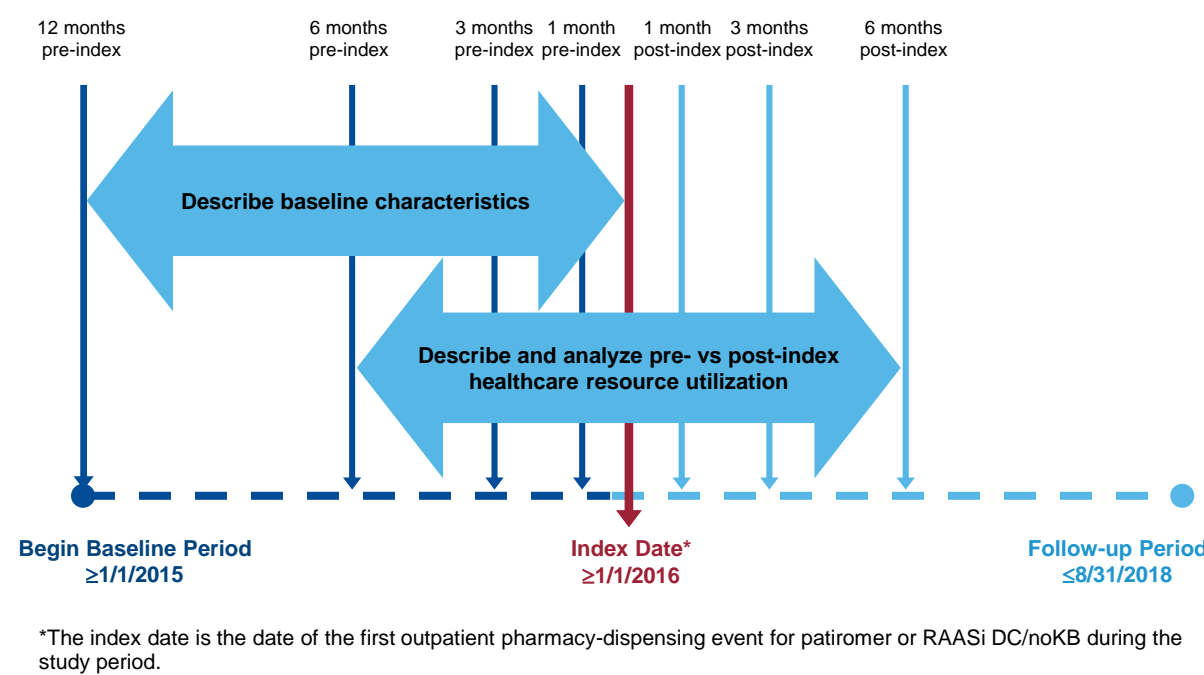 12 months
pre-index
6 months
pre-index
3 months
pre-index
1 month
pre-index
1 month
post-index
3 months
post-index
6 months
post-index
Describe baseline characteristics
Describe and analyze pre- vs post-index
healthcare resource utilization
Begin Baseline Period
≥1/1/2015
Index Date*
≥1/1/2016
Follow-up Period
≤8/31/2018
*The index date is the date of the first outpatient pharmacy-dispensing event for patiromer or RAASi DC/noKB during the
study period.